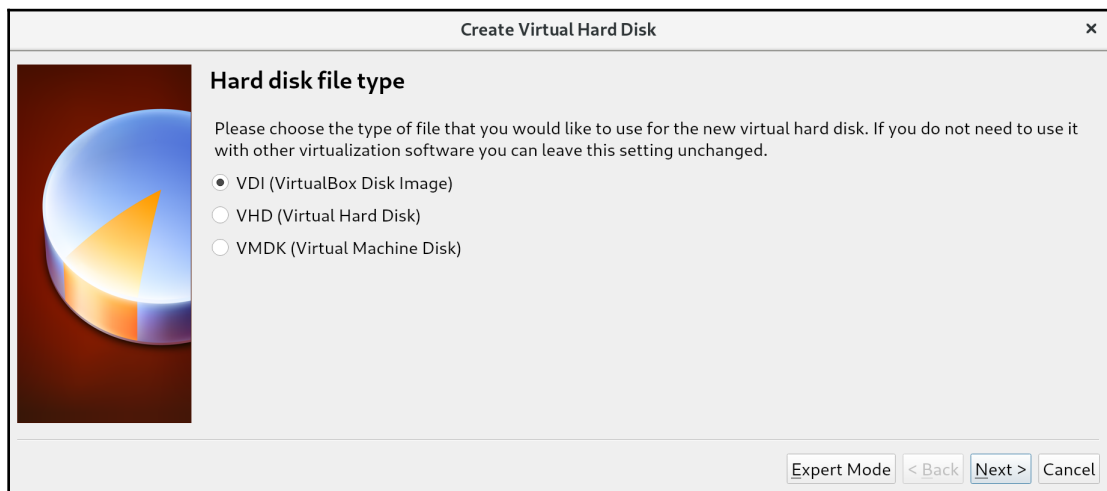 Create Virtual Hard Disk
×
Hard disk file type
Please choose the type of file that you would like to use for the new virtual hard disk. If you do not need to use it
with other virtualization software you can leave this setting unchanged.
VDI (VirtualBox Disk Image)
VHD (Virtual Hard Disk)
VMDK (Virtual Machine Disk)
Expert Mode < Back Next > Cancel